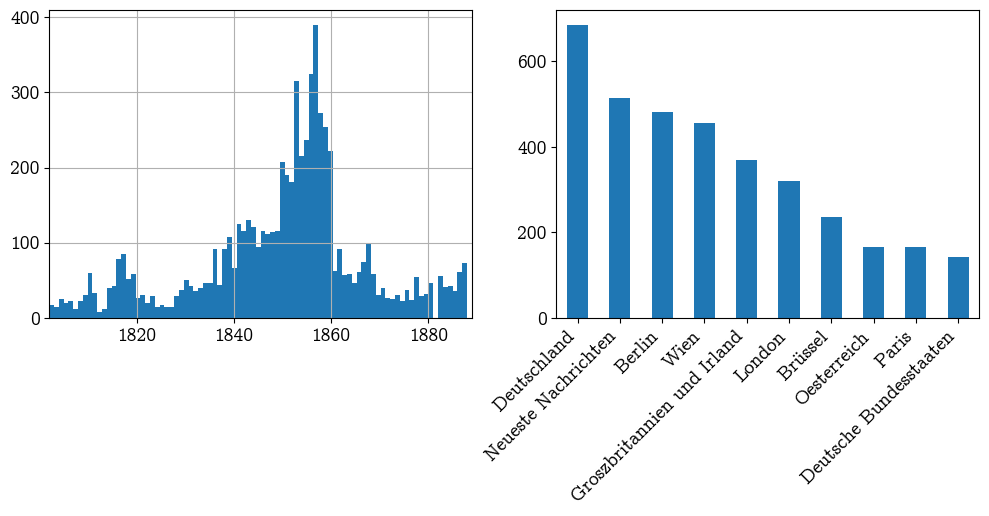 400
300
200
100
0
1820 1840 1860 1880
600
400
200
0
Deutschland
Neueste Nachrichten
Berlin
Wien
Groszbritannien und Irland
London
Brüssel
Oesterreich
Paris
Deutsche Bundesstaaten